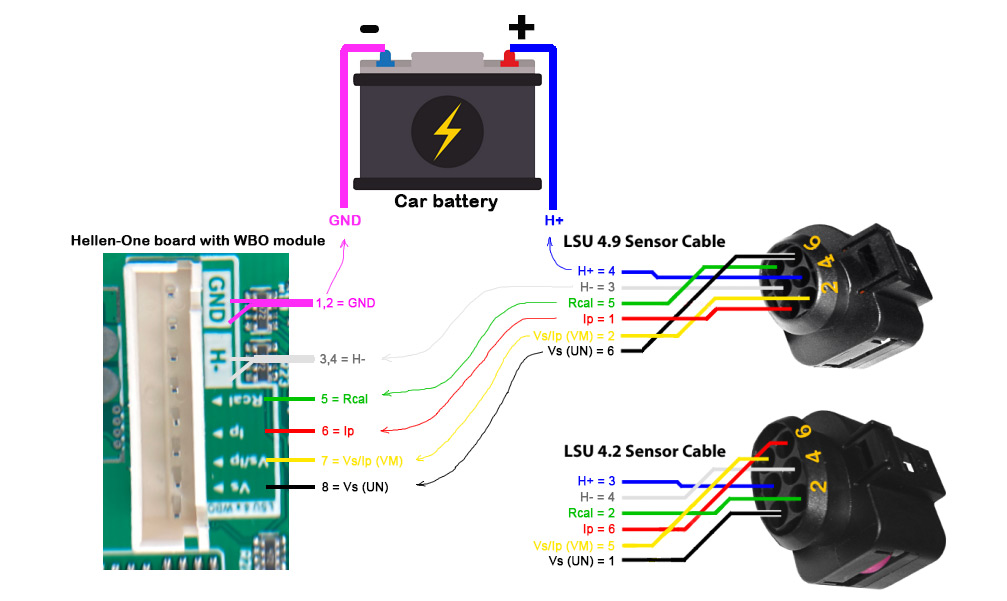 - +
Car battery
GND
H+
Hellen-One board with WBO module
GND
H-
Rcal
Ip
Vs/Ip
Vs
LSU 4.x WBO
1,2 = GND
3,4 = H-
5 = Rcal
6 = Ip
7 = Vs/Ip (VM)
8 = Vs (UN)
LSU 4.9 Sensor Cable
H+ = 4
H- = 3
Rcal = 5
Ip = 1
Vs/Ip (VM) = 2
Vs (UN) = 6
6
4
2
LSU 4.2 Sensor Cable
H+ = 3
H- = 4
Rcal = 2
Ip = 6
Vs/Ip (VM) = 5
Vs (UN) = 1
6
4
2